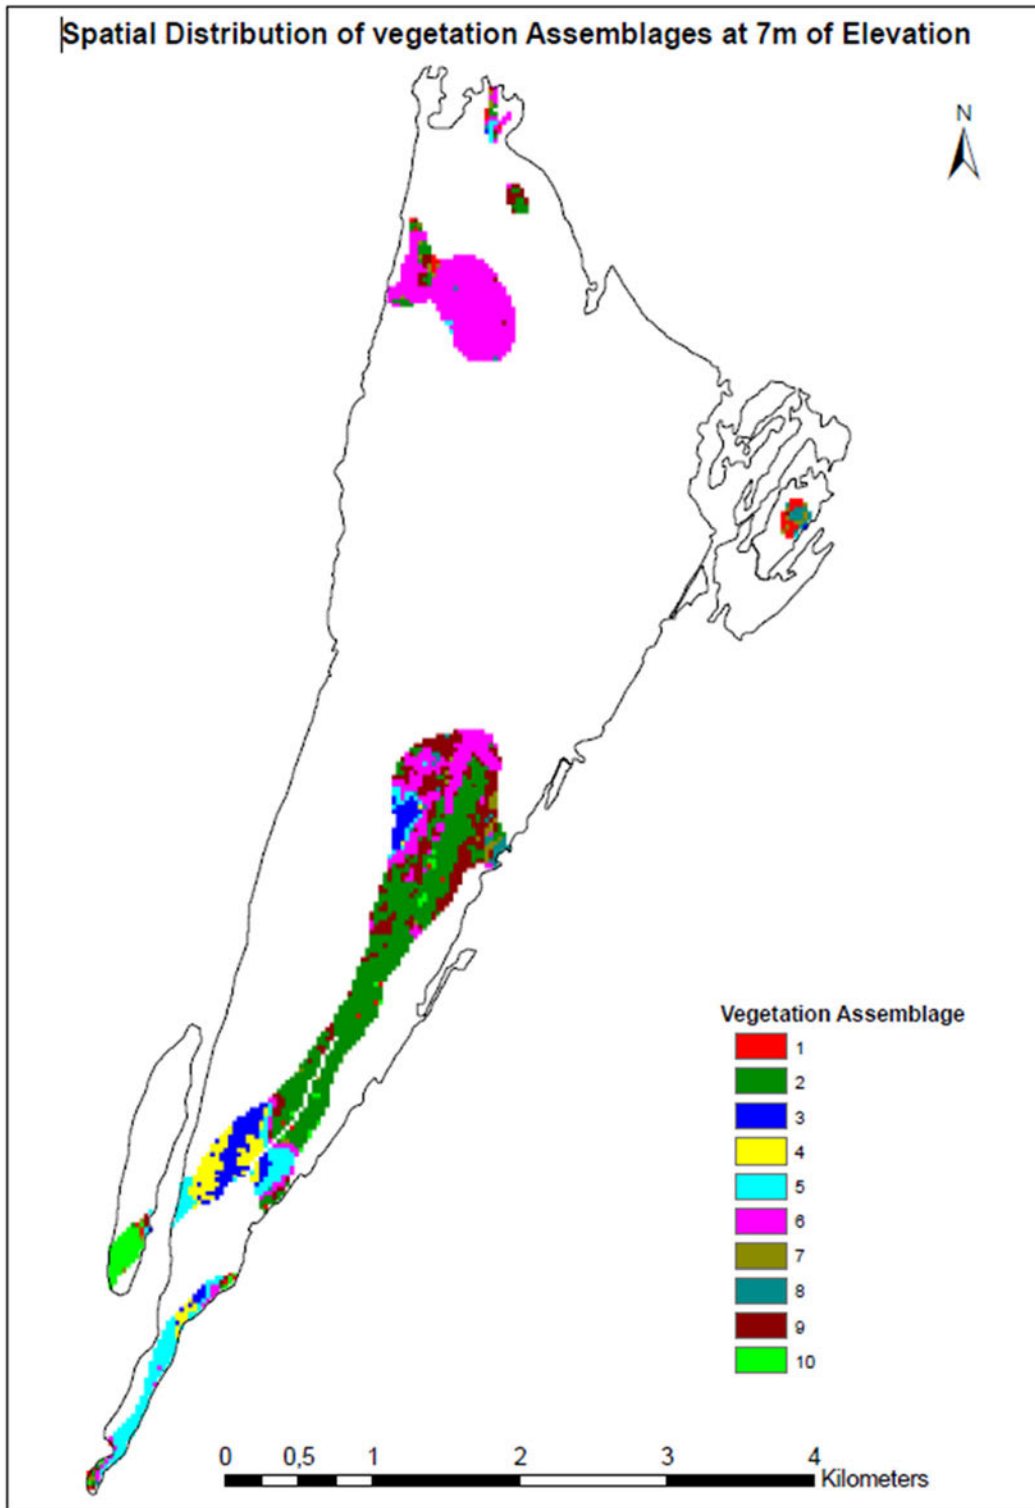 Spatial Distribution of vegetation Assemblages at 7m of Elevation
N
Vegetation Assemblage
1
2
3
4
5
6
7
8
9
10
0 0,5 1 2 3 4
Kilometers